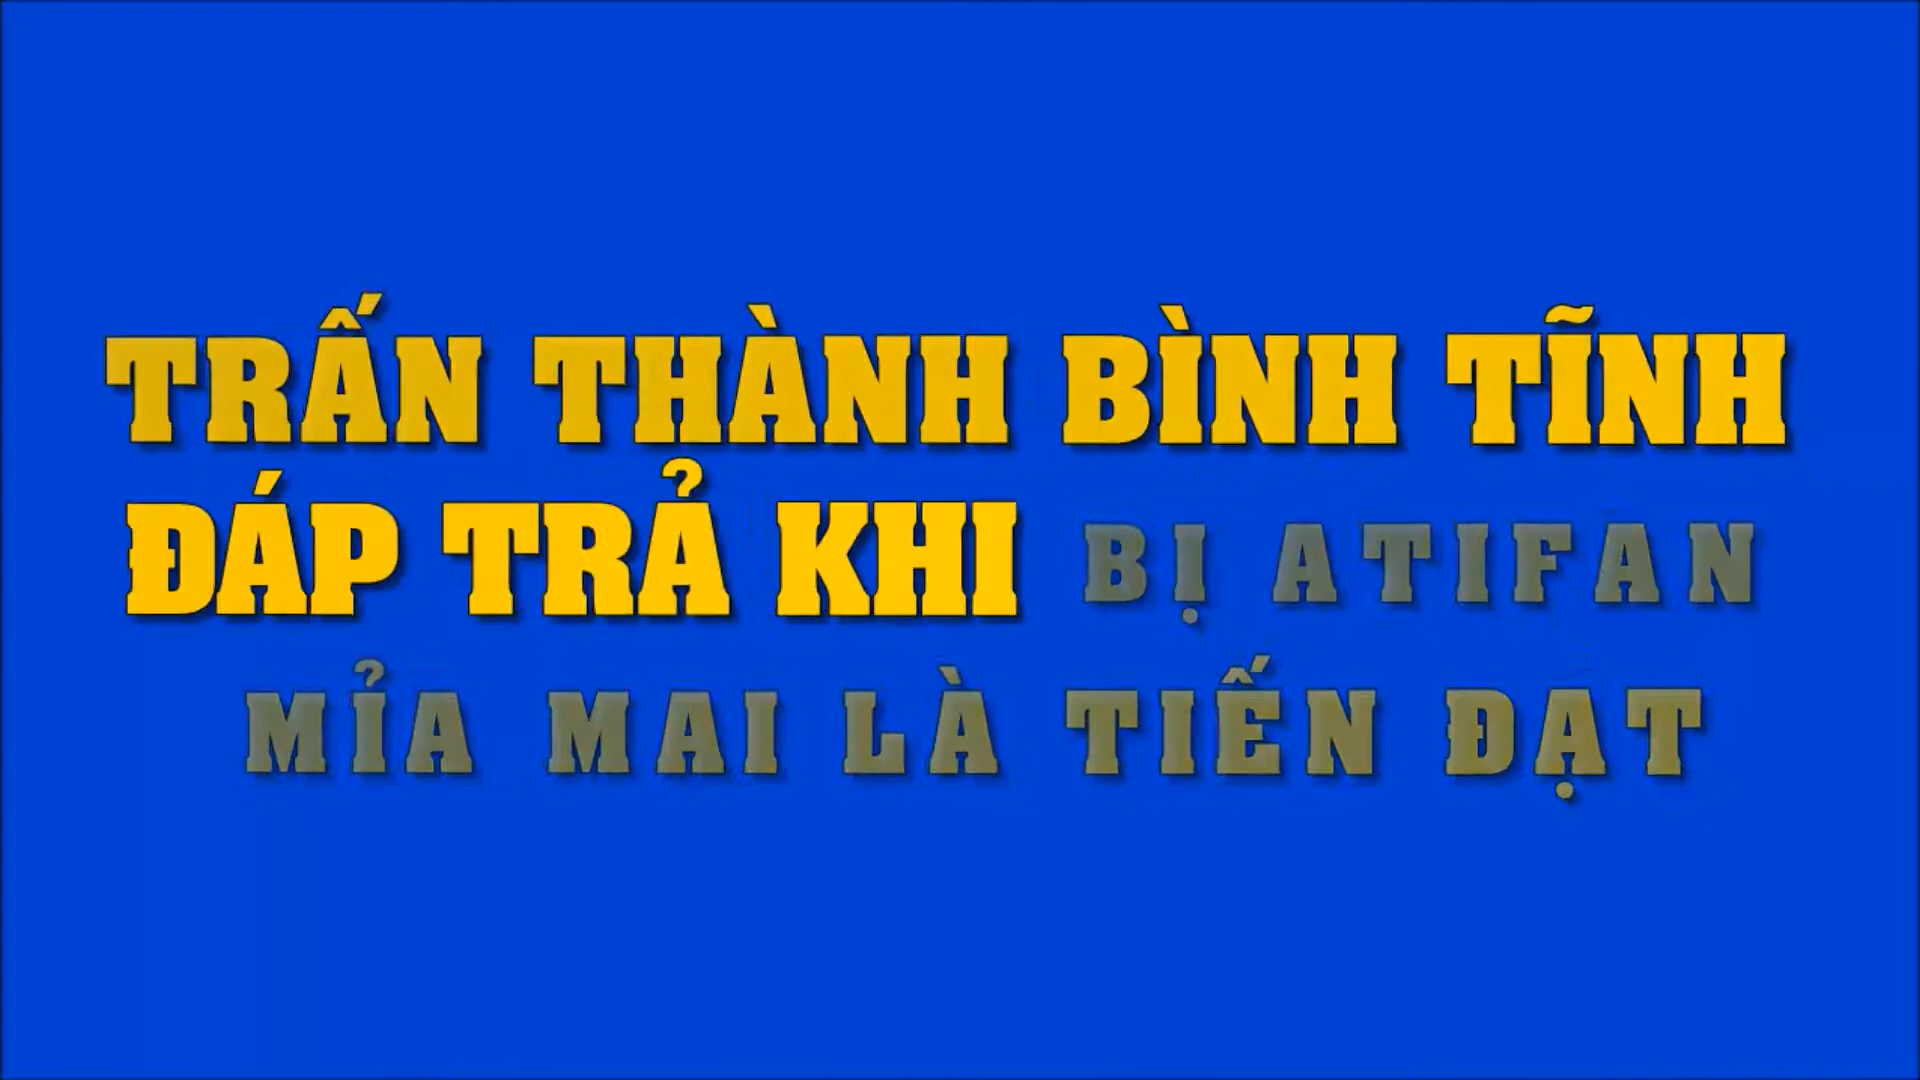 TRẤN THÀNH BÌNH TĨNH
ĐÁP TRẢ KHI BỊ ATIFAN
MỈA MAI LÀ TIẾN ĐẠT